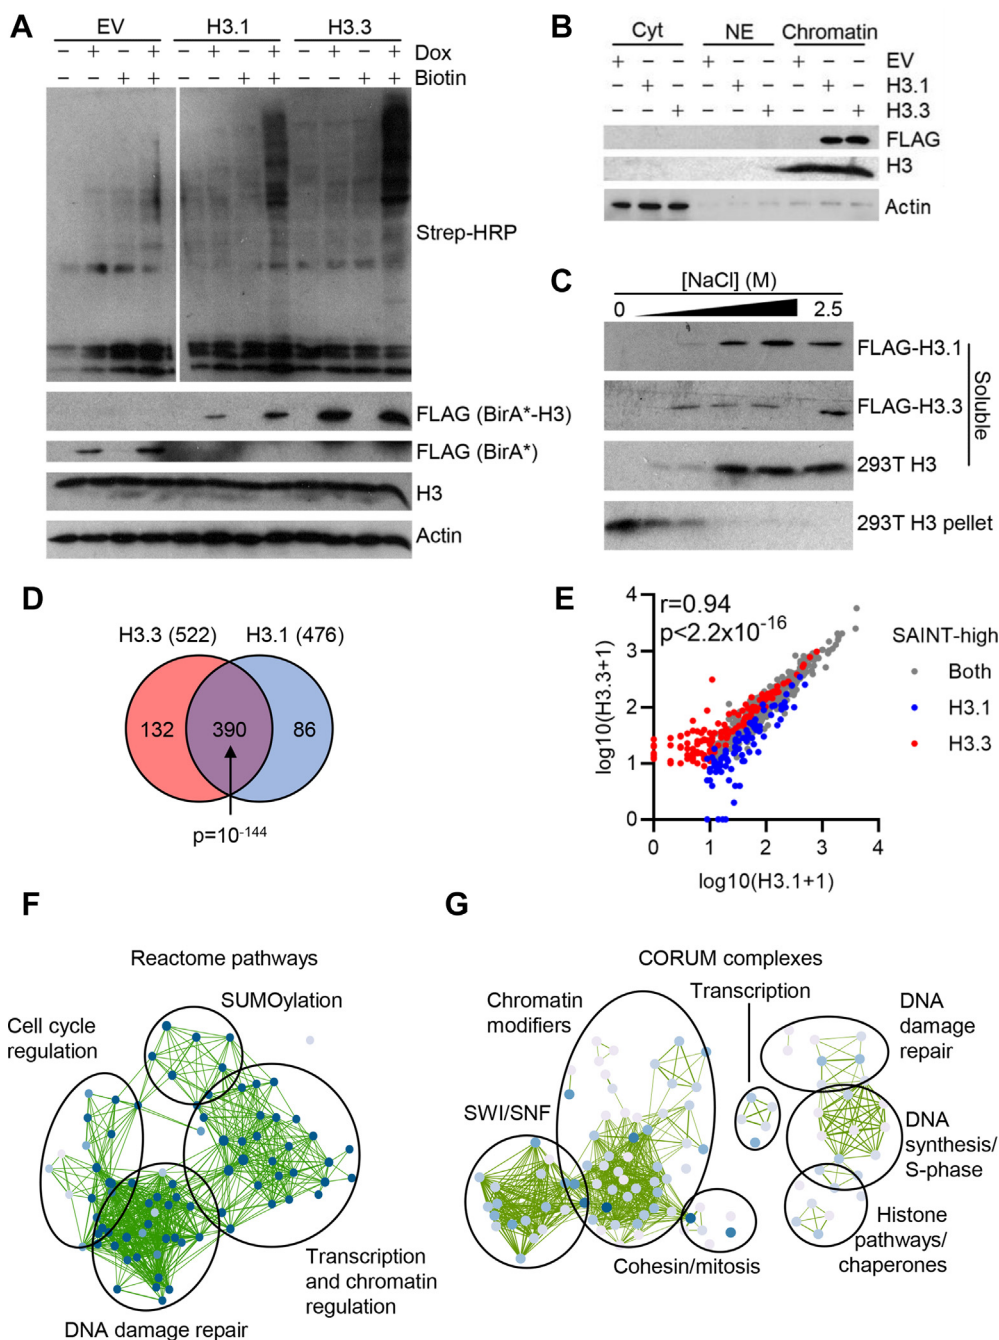 A
EV H3.1 H3.3
– + – + – + – + – + – + Dox
– – + + – – + + – – + + Biotin
Strep-HRP
FLAG (BirA*-H3)
FLAG (BirA*)
H3
Actin
B
Cyt NE Chromatin
+ – – + – – + – – EV
– + – – + – – + – H3.1
– – + – – + – – + H3.3
FLAG
H3
Actin
C
[NaCl] (M)
0 2.5
FLAG-H3.1
FLAG-H3.3
293T H3
Soluble
293T H3 pellet
D
H3.3 (522) H3.1 (476)
132 390 86
p=10-144
E
r=0.94
p<2.2x10-16
log10(H3.3+1)
4
3
2
1
0
0 1 2 3 4
log10(H3.1+1)
SAINT-high
Both
H3.1
H3.3
F
Reactome pathways
SUMOylation
Cell cycle
regulation
Transcription
and chromatin
regulation
DNA damage repair
G
CORUM complexes
Chromatin
modifiers
Transcription
DNA
damage
repair
SWI/SNF
DNA
synthesis/
S-phase
Cohesin/mitosis
Histone
pathways/
chaperones